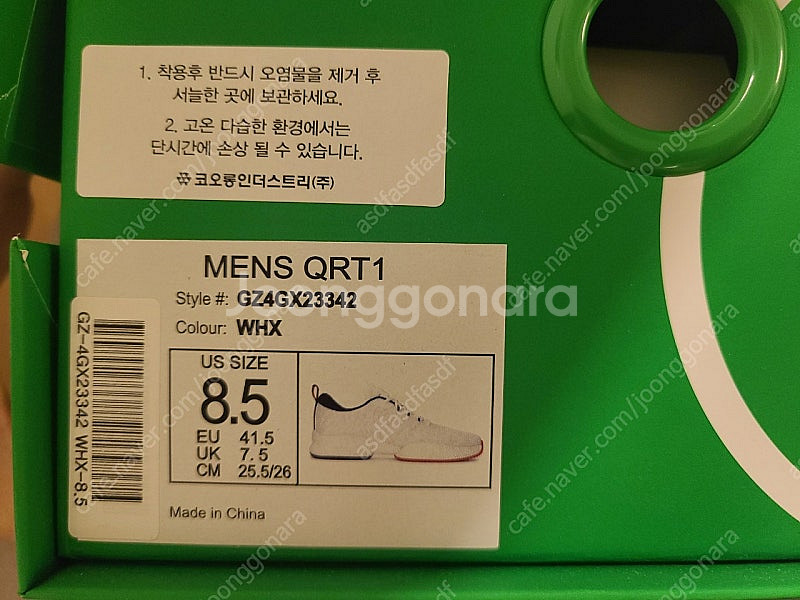 1. 착용후 반드시 오염물을 제거 후
서늘한 곳에 보관하세요.
2. 고온 다습한 환경에서는
단시간에 손상 될 수 있습니다.
코오롱인더스트리(주)
MENS QRT1
Style #: GZ4GX23342
Colour: WHX
US SIZE
8.5
EU 41.5
UK 7.5
CM 25.5/26
Made in China
GZ-4GX23342 WHX-8.5
Joonggonara
cafe.naver.com/joonggonara
asdfasdfasdf